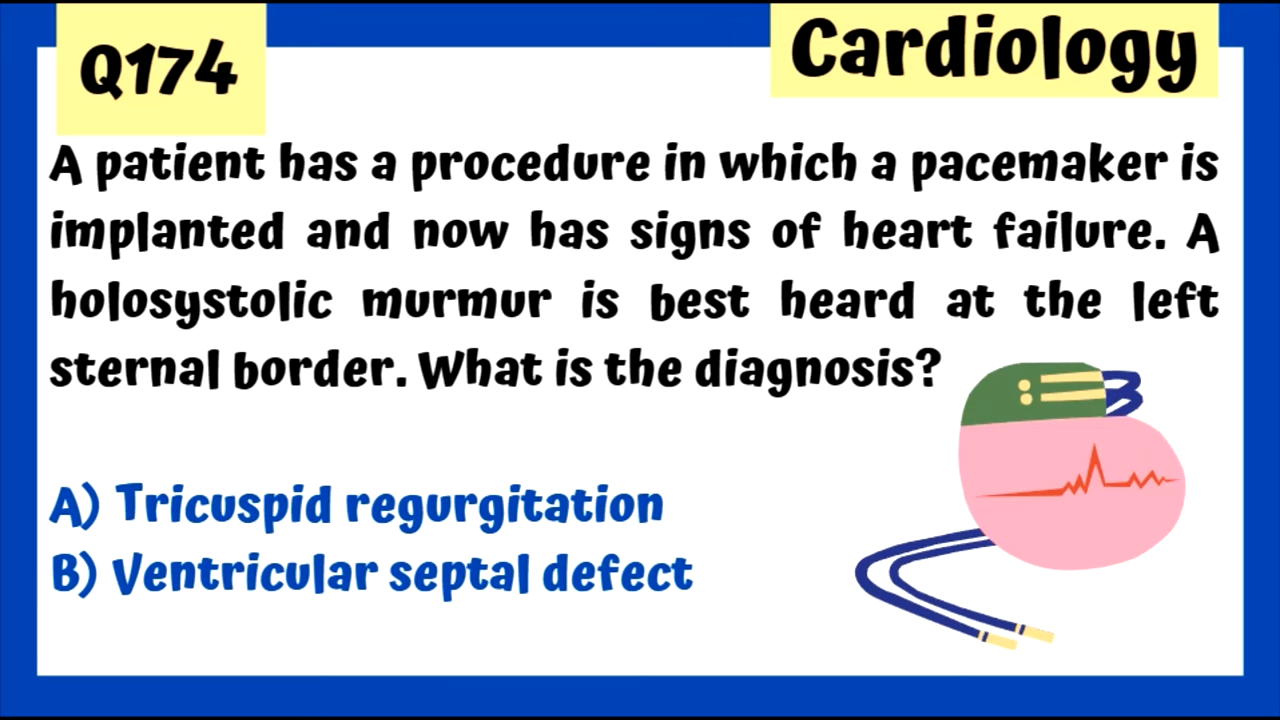 Q174
Cardiology
A patient has a procedure in which a pacemaker is
implanted and now has signs of heart failure. A
holosystolic murmur is best heard at the left
sternal border. What is the diagnosis?
A) Tricuspid regurgitation
B) Ventricular septal defect